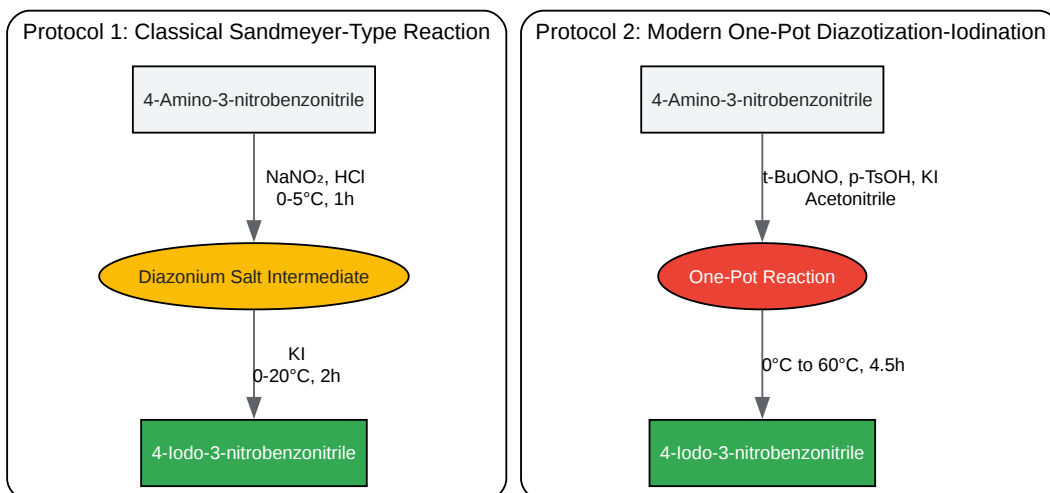 Protocol 1: Classical Sandmeyer-Type Reaction
4-Amino-3-nitrobenzonitrile
NaNO₂, HCl
0-5°C, 1h
Diazonium Salt Intermediate
KI
0-20°C, 2h
4-Iodo-3-nitrobenzonitrile
Protocol 2: Modern One-Pot Diazotization-Iodination
4-Amino-3-nitrobenzonitrile
t-BuONO, p-TsOH, KI
Acetonitrile
One-Pot Reaction
0°C to 60°C, 4.5h
4-Iodo-3-nitrobenzonitrile